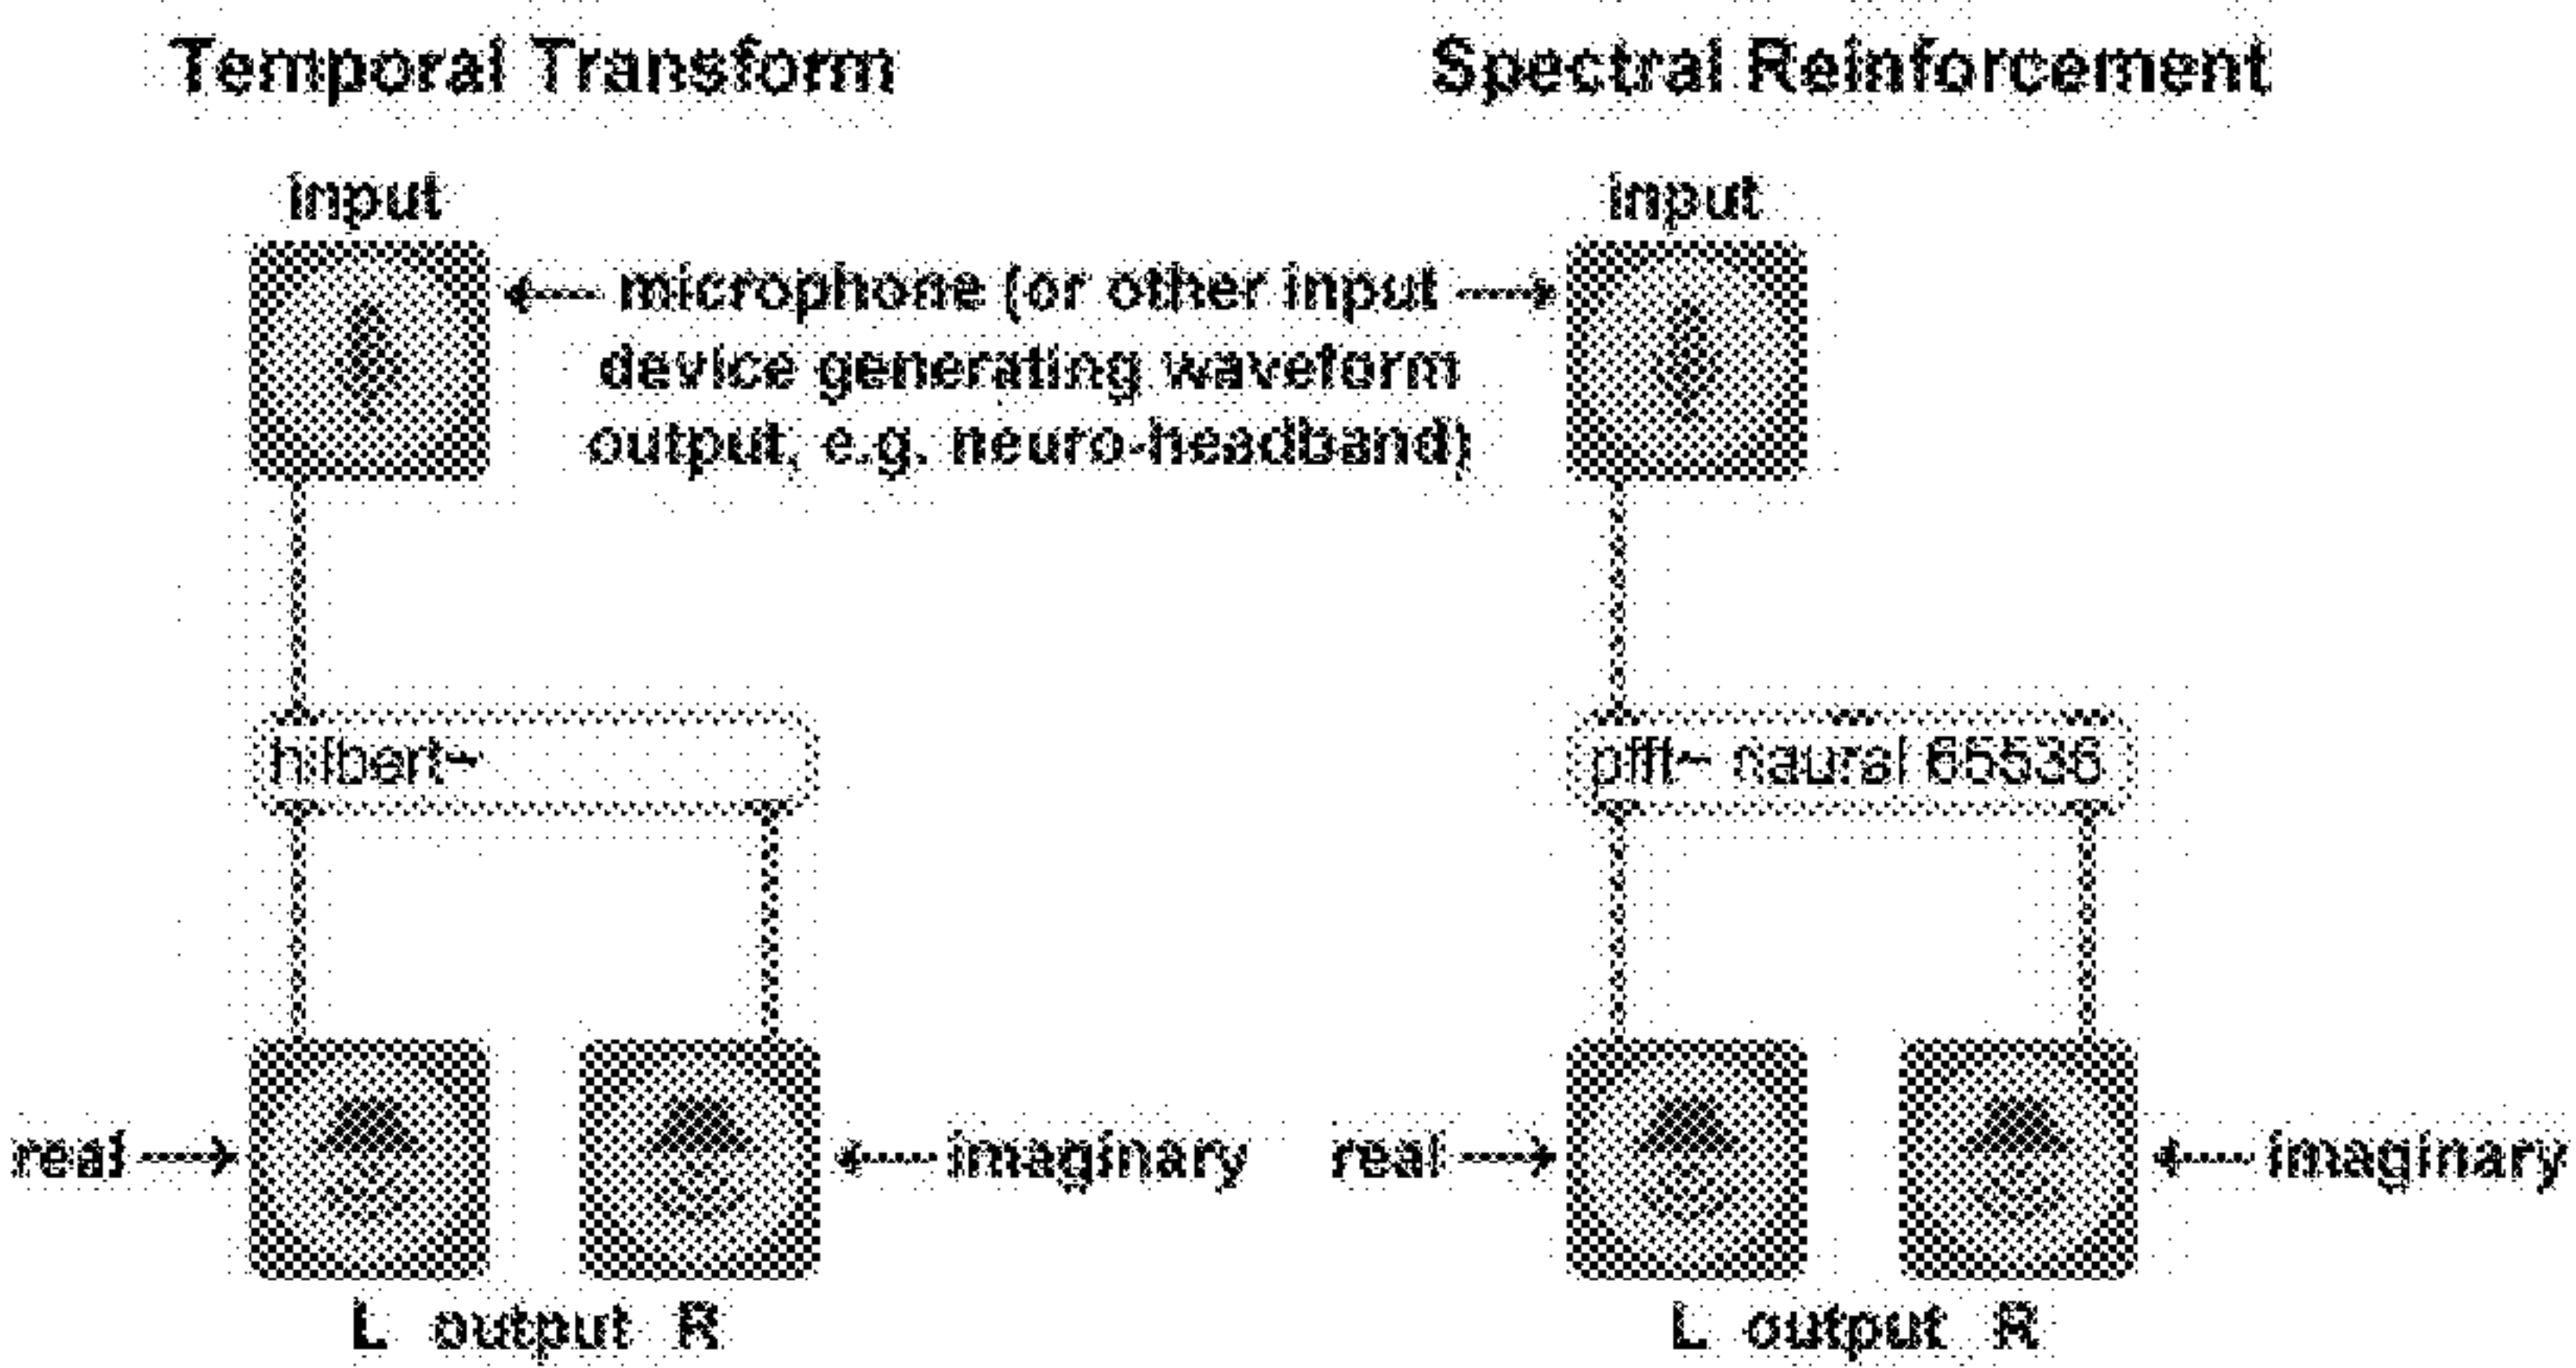 Temporal Transform
Spectral Reinforcement
input
input
microphone (or other input
device generating waveform
output, e.g. neuro-headband)
hilbert~
pfft~ naural 65536
real
imaginary
real
imaginary
L output R
L output R